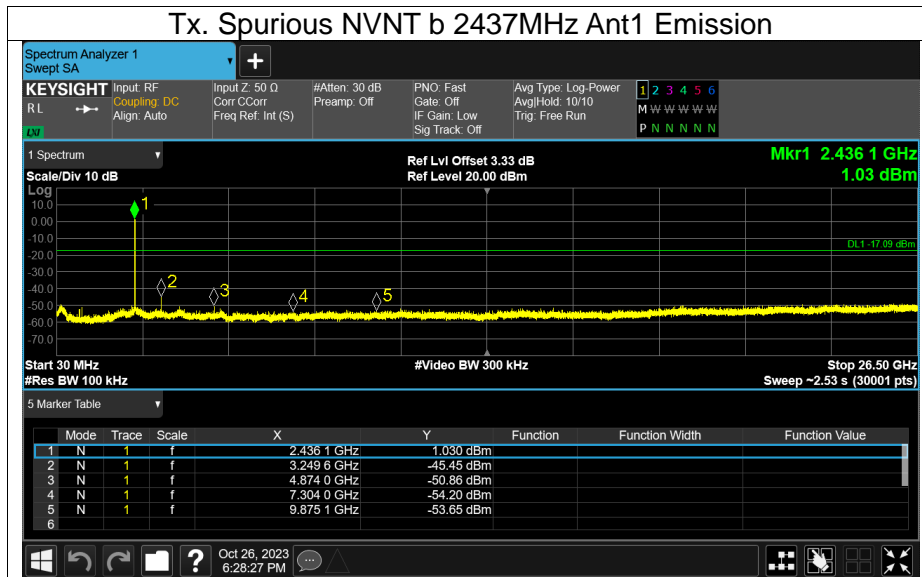 Tx. Spurious NVNT b 2437MHz Ant1 Emission
Spectrum Analyzer 1
Swept SA
+
KEYSIGHT Input: RF Input Z: 50 Ω #Atten: 30 dB PNO: Fast Avg Type: Log-Power 1 2 3 4 5 6
R L Coupling: DC Corr CCorr Preamp: Off Gate: Off Avg|Hold: 10/10 M W W W W W
Align: Auto Freq Ref: Int (S) IF Gain: Low Trig: Free Run
LXI Sig Track: Off P N N N N N
1 Spectrum Ref Lvl Offset 3.33 dB Mkr1 2.436 1 GHz
Scale/Div 10 dB Ref Level 20.00 dBm 1.03 dBm
Log
10.0 1
0.00
-10.0 DL1 -17.09 dBm
-20.0
-30.0 2
-40.0 3 4 5
-50.0
-60.0
-70.0
Start 30 MHz #Video BW 300 kHz Stop 26.50 GHz
#Res BW 100 kHz Sweep ~2.53 s (30001 pts)
5 Marker Table
Mode Trace Scale X Y Function Function Width Function Value
1 N 1 f 2.436 1 GHz 1.030 dBm
2 N 1 f 3.249 6 GHz -45.45 dBm
3 N 1 f 4.874 0 GHz -50.86 dBm
4 N 1 f 7.304 0 GHz -54.20 dBm
5 N 1 f 9.875 1 GHz -53.65 dBm
6
? Oct 26, 2023
6:28:27 PM